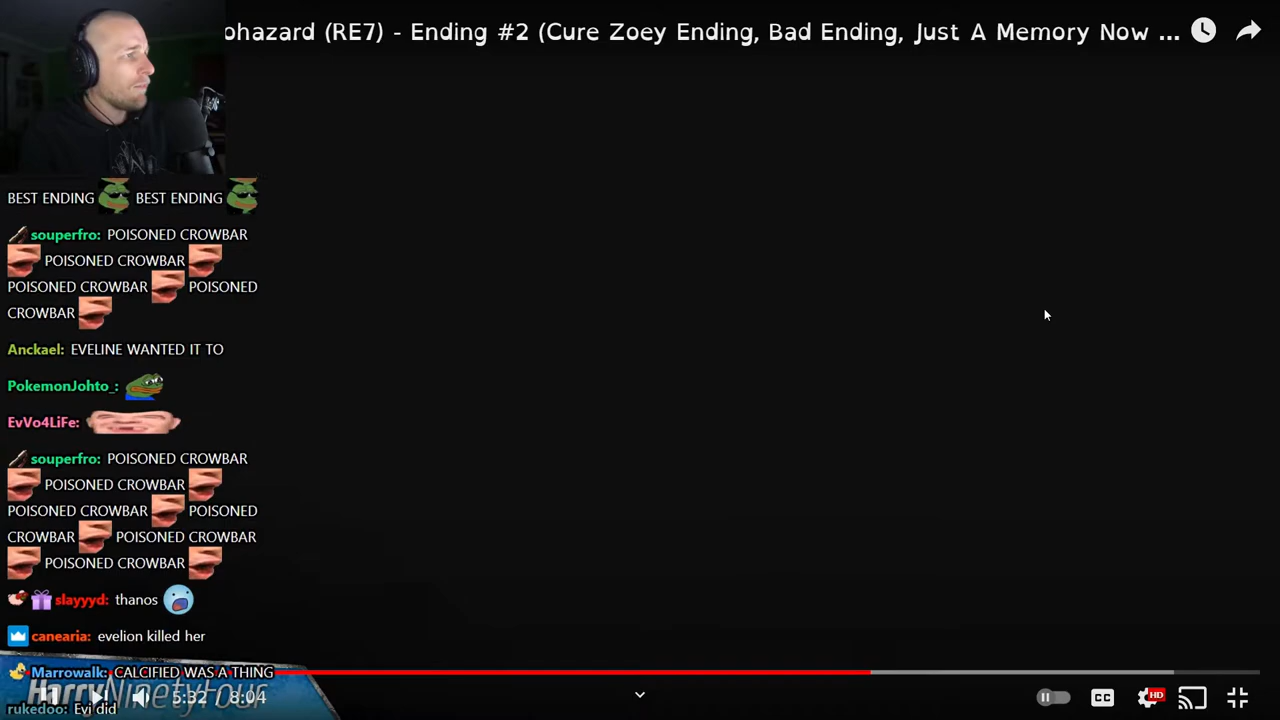 ohazard (RE7) - Ending #2 (Cure Zoey Ending, Bad Ending, Just A Memory Now ...
BEST ENDING BEST ENDING
souperfro: POISONED CROWBAR
POISONED CROWBAR
POISONED CROWBAR POISONED
CROWBAR
Anckael: EVELINE WANTED IT TO
PokemonJohto_:
EvVo4LiFe:
souperfro: POISONED CROWBAR
POISONED CROWBAR
POISONED CROWBAR POISONED
CROWBAR POISONED CROWBAR
POISONED CROWBAR
slayyyd: thanos
canearia: evelion killed her
Marrowalk: CALCIFIED WAS A THING
HarryNinetyFour
5:32 8:04
CC
HD
rukedoo: Evi did